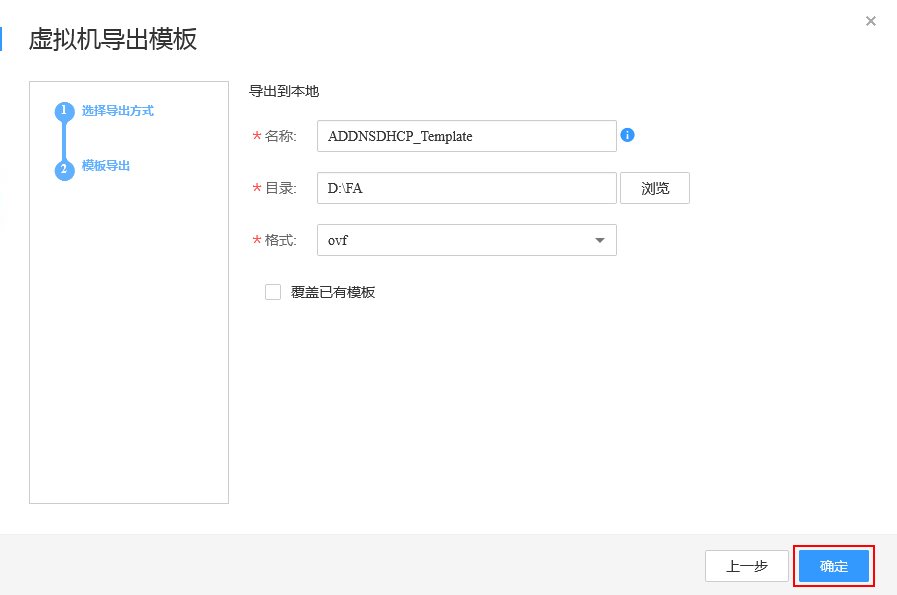 虚拟机导出模板
1 选择导出方式
2 模板导出
导出到本地
* 名称: ADDNSDHCP_Template i
* 目录: D:\FA 浏览
* 格式: ovf
覆盖已有模板
上一步 确定